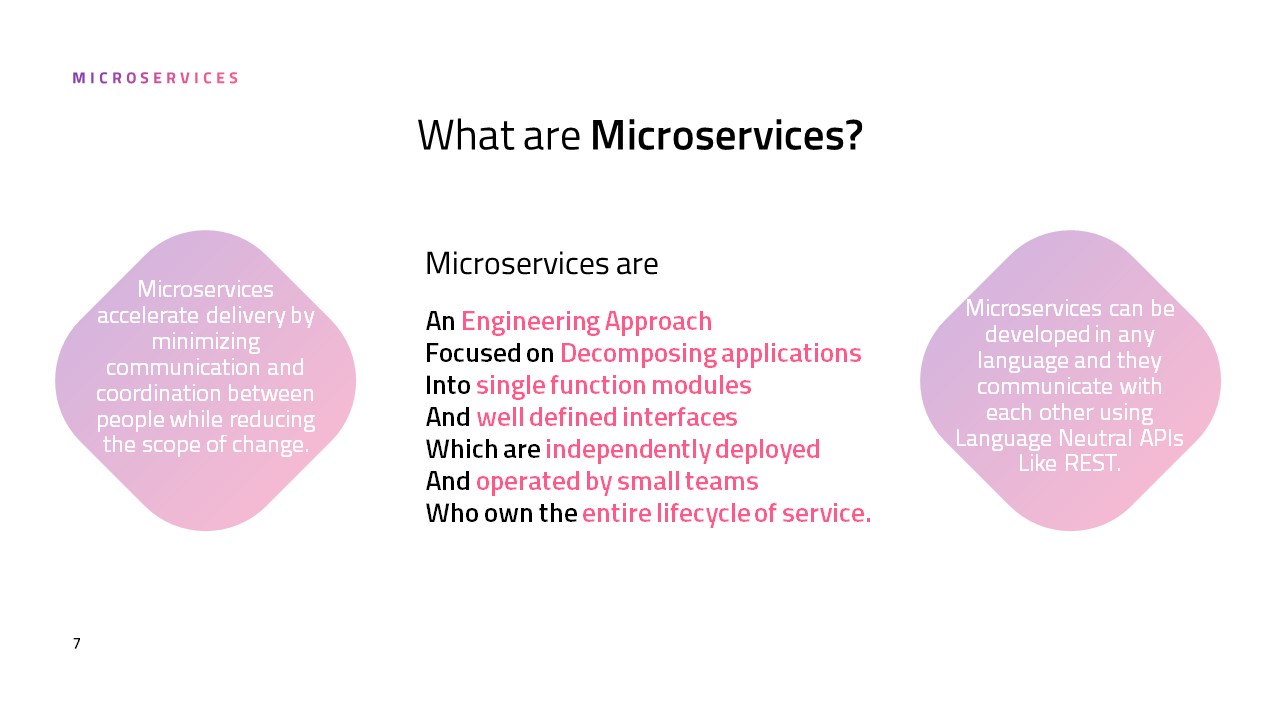 MICROSERVICES
What are Microservices?
Microservices
accelerate delivery by
minimizing
communication and
coordination between
people while reducing
the scope of change.
Microservices are
An Engineering Approach
Focused on Decomposing applications
Into single function modules
And well defined interfaces
Which are independently deployed
And operated by small teams
Who own the entire lifecycle of service.
Microservices can be
developed in any
language and they
communicate with
each other using
Language Neutral APIs
Like REST.
7